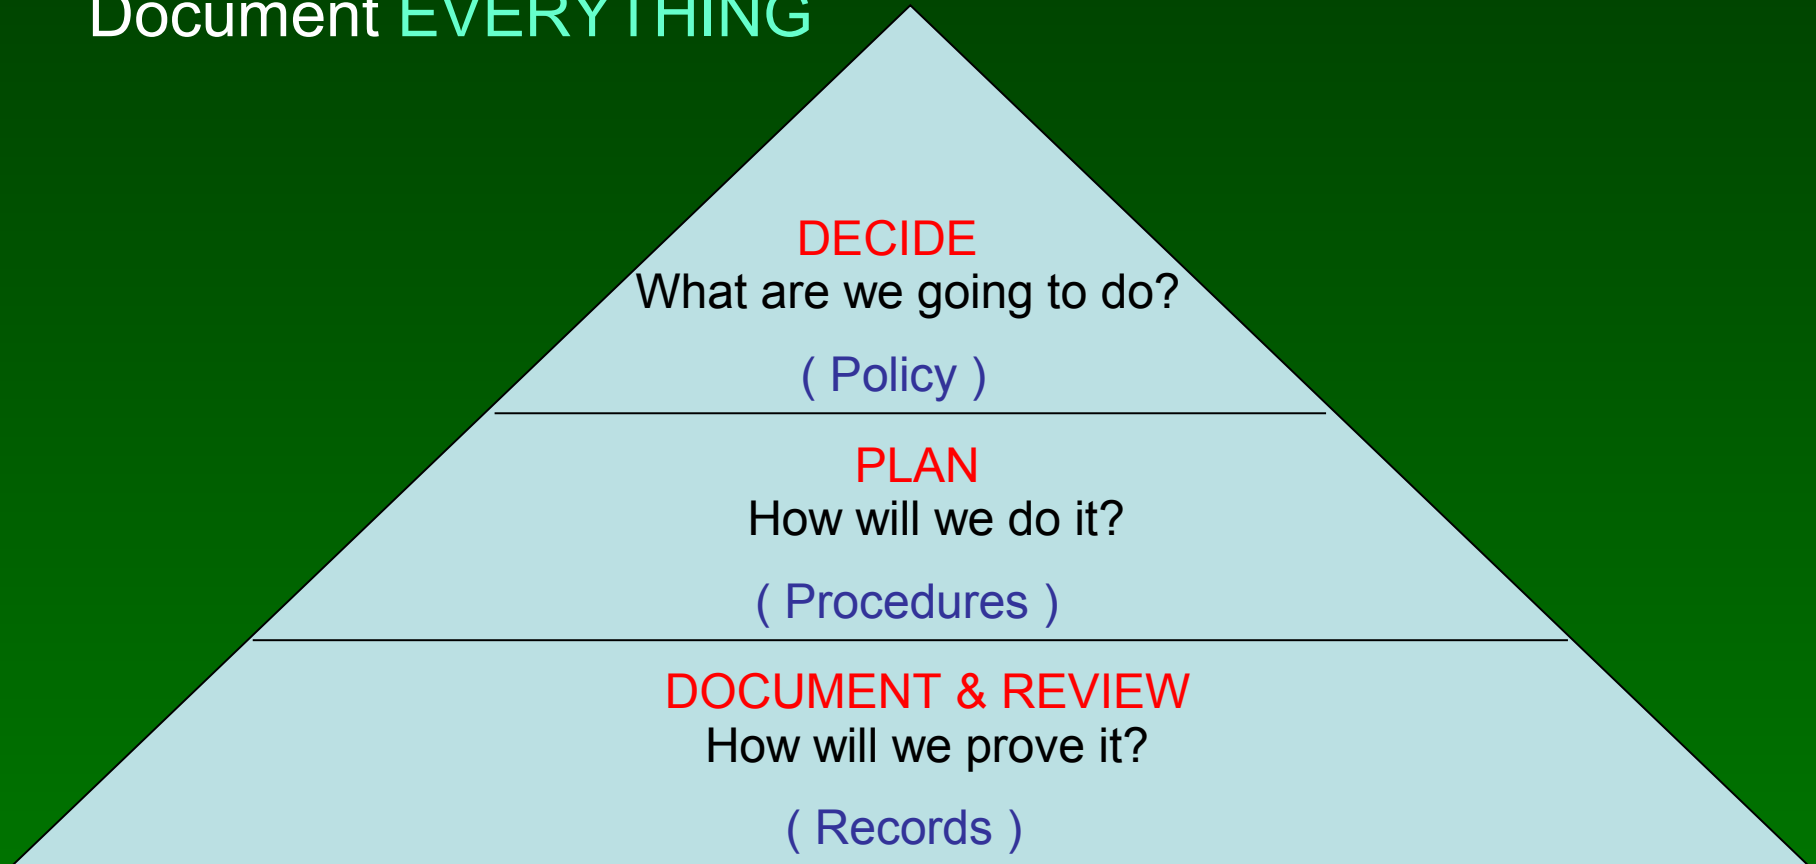 Document EVERYTHING
DECIDE
What are we going to do?
( Policy )
PLAN
How will we do it?
( Procedures )
DOCUMENT & REVIEW
How will we prove it?
( Records )